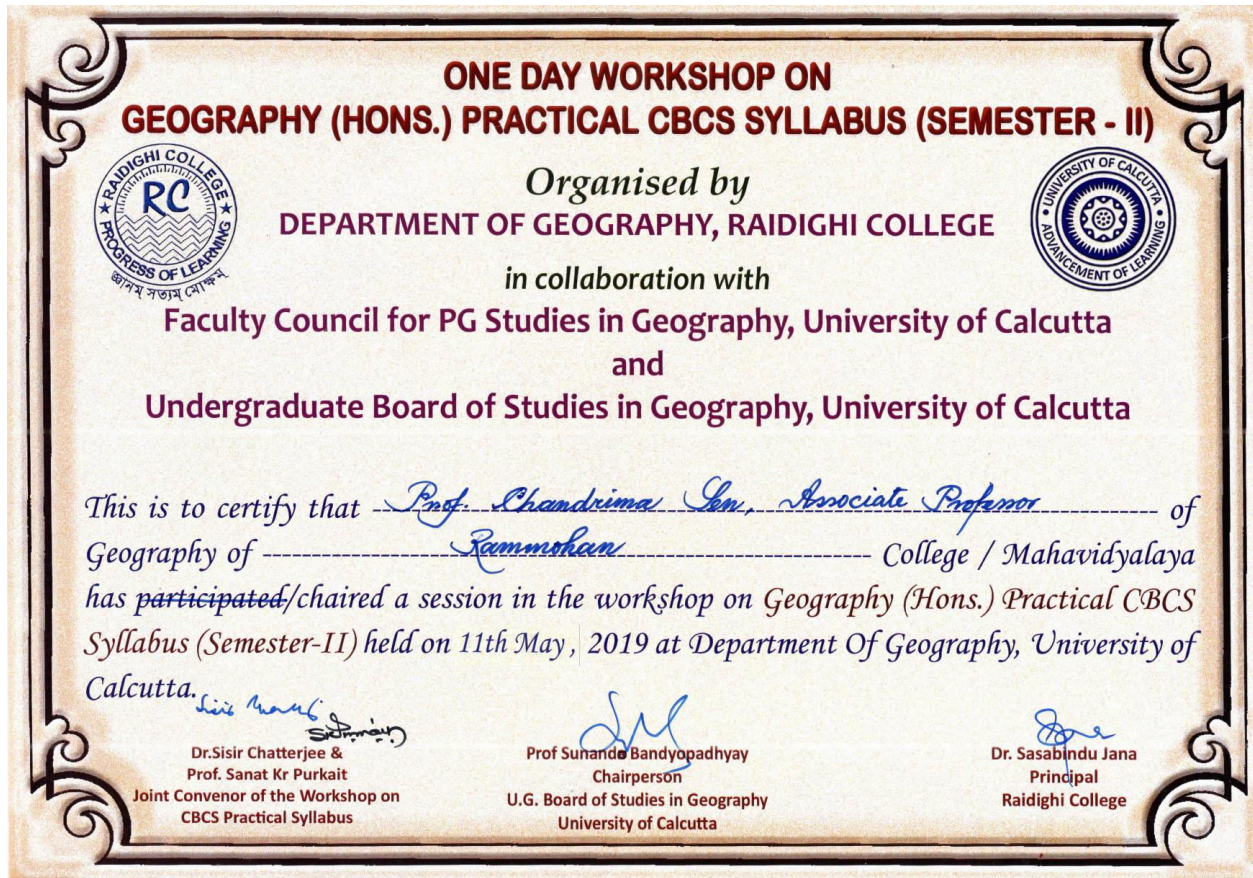 ONE DAY WORKSHOP ON
GEOGRAPHY (HONS.) PRACTICAL CBCS SYLLABUS (SEMESTER - II)
RAIDIGHI COLLEGE
RC
PROGRESS OF LEARNING
জ্ঞানম্ সত্যম্ মোক্ষম্
UNIVERSITY OF CALCUTTA
ADVANCEMENT OF LEARNING
Organised by
DEPARTMENT OF GEOGRAPHY, RAIDIGHI COLLEGE
in collaboration with
Faculty Council for PG Studies in Geography, University of Calcutta
and
Undergraduate Board of Studies in Geography, University of Calcutta
This is to certify that Prof. Chandrima Sen, Associate Professor of
Geography of Rammohan College / Mahavidyalaya
has participated/chaired a session in the workshop on Geography (Hons.) Practical CBCS
Syllabus (Semester-II) held on 11th May, 2019 at Department Of Geography, University of
Calcutta.
Dr.Sisir Chatterjee &
Prof. Sanat Kr Purkait
Joint Convenor of the Workshop on
CBCS Practical Syllabus
Prof Sunando Bandyopadhyay
Chairperson
U.G. Board of Studies in Geography
University of Calcutta
Dr. Sasabindu Jana
Principal
Raidighi College